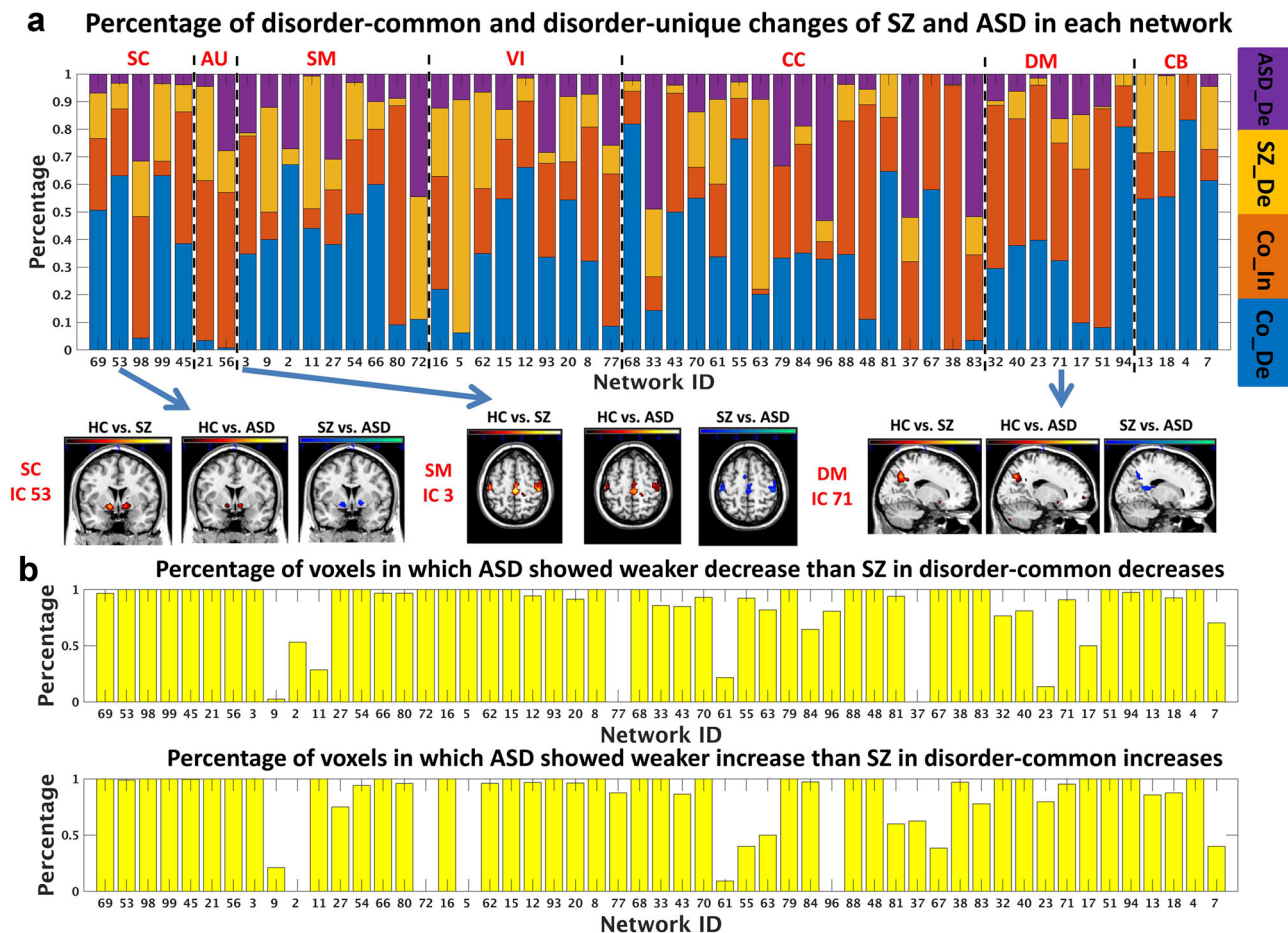 a Percentage of disorder-common and disorder-unique changes of SZ and ASD in each network
SC AU SM VI CC DM CB
Percentage
1
0.9
0.8
0.7
0.6
0.5
0.4
0.3
0.2
0.1
0
69 53 98 99 45 21 56 3 9 2 11 27 54 66 80 72 16 5 62 15 12 93 20 8 77 68 33 43 70 61 55 63 79 84 96 88 48 81 37 67 38 83 32 40 23 71 17 51 94 13 18 4 7
Network ID
ASD_De
SZ_De
Co_In
Co_De
SC
IC 53
HC vs. SZ HC vs. ASD SZ vs. ASD
SM
IC 3
HC vs. SZ HC vs. ASD SZ vs. ASD
DM
IC 71
HC vs. SZ HC vs. ASD SZ vs. ASD
b Percentage of voxels in which ASD showed weaker decrease than SZ in disorder-common decreases
Percentage
1
0.5
0
69 53 98 99 45 21 56 3 9 2 11 27 54 66 80 72 16 5 62 15 12 93 20 8 77 68 33 43 70 61 55 63 79 84 96 88 48 81 37 67 38 83 32 40 23 71 17 51 94 13 18 4 7
Network ID
Percentage of voxels in which ASD showed weaker increase than SZ in disorder-common increases
Percentage
1
0.5
0
69 53 98 99 45 21 56 3 9 2 11 27 54 66 80 72 16 5 62 15 12 93 20 8 77 68 33 43 70 61 55 63 79 84 96 88 48 81 37 67 38 83 32 40 23 71 17 51 94 13 18 4 7
Network ID